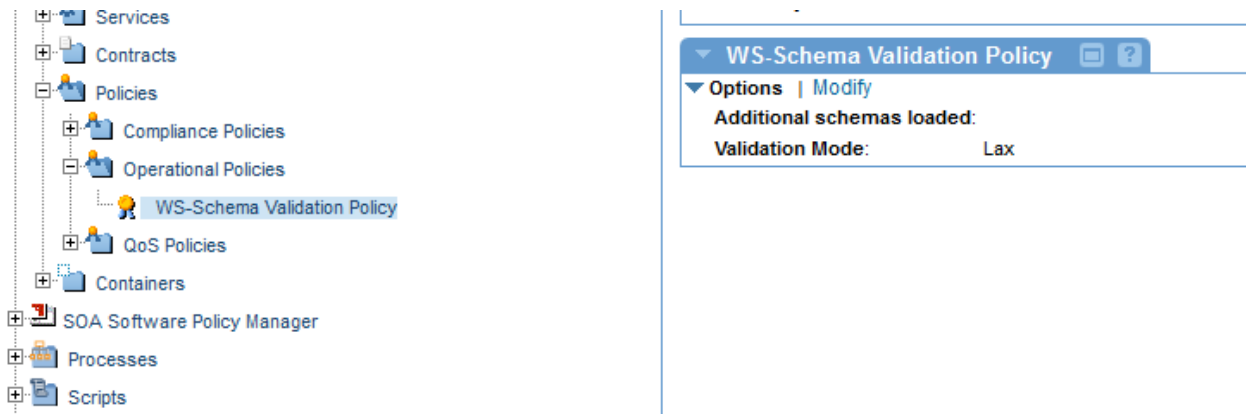 Services
Contracts
Policies
Compliance Policies
Operational Policies
WS-Schema Validation Policy
QoS Policies
Containers
SOA Software Policy Manager
Processes
Scripts
WS-Schema Validation Policy ?
Options | Modify
Additional schemas loaded:
Validation Mode: Lax